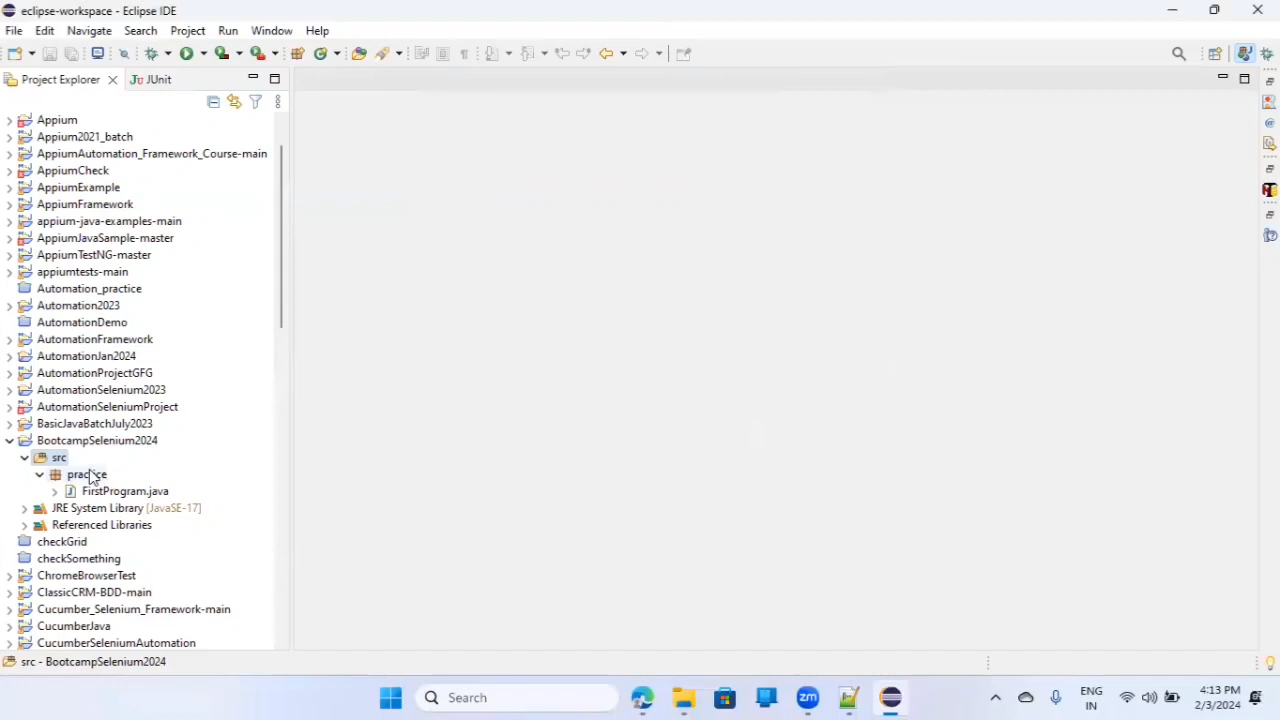 eclipse-workspace - Eclipse IDE
File Edit Navigate Search Project Run Window Help
Project Explorer JUnit
Appium
Appium2021_batch
AppiumAutomation_Framework_Course-main
AppiumCheck
AppiumExample
AppiumFramework
appium-java-examples-main
AppiumJavaSample-master
AppiumTestNG-master
appiumtests-main
Automation_practice
Automation2023
AutomationDemo
AutomationFramework
AutomationJan2024
AutomationProjectGFG
AutomationSelenium2023
AutomationSeleniumProject
BasicJavaBatchJuly2023
BootcampSelenium2024
src
practice
FirstProgram.java
JRE System Library [JavaSE-17]
Referenced Libraries
checkGrid
checkSomething
ChromeBrowserTest
ClassicCRM-BDD-main
Cucumber_Selenium_Framework-main
CucumberJava
CucumberSeleniumAutomation
src - BootcampSelenium2024
Search
zm
ENG
IN
4:13 PM
2/3/2024